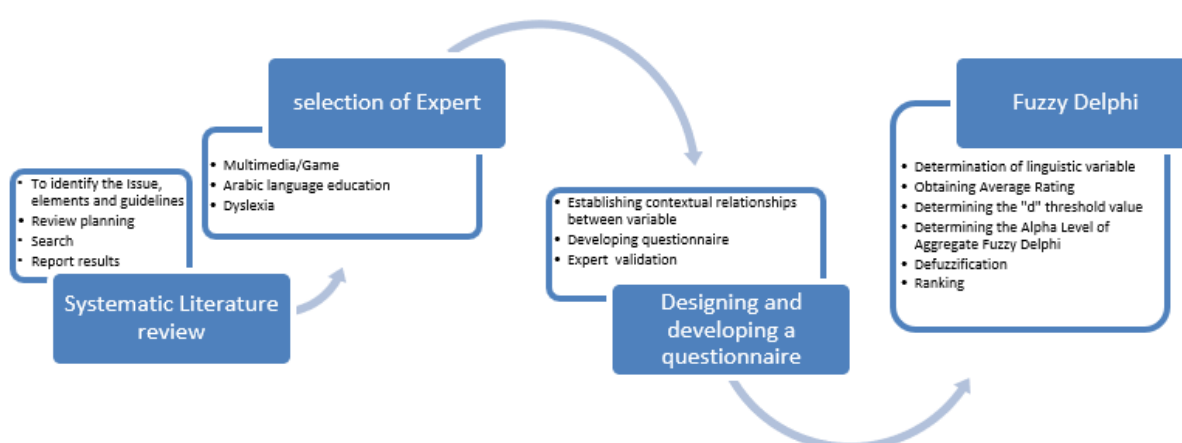 • To identify the Issue,
elements and guidelines
• Review planning
• Search
• Report results
Systematic Literature
review
selection of Expert
• Multimedia/Game
• Arabic language education
• Dyslexia
• Establishing contextual relationships
between variable
• Developing questionnaire
• Expert validation
Designing and
developing a
questionnaire
Fuzzy Delphi
• Determination of linguistic variable
• Obtaining Average Rating
• Determining the "d" threshold value
• Determining the Alpha Level of
Aggregate Fuzzy Delphi
• Defuzzification
• Ranking